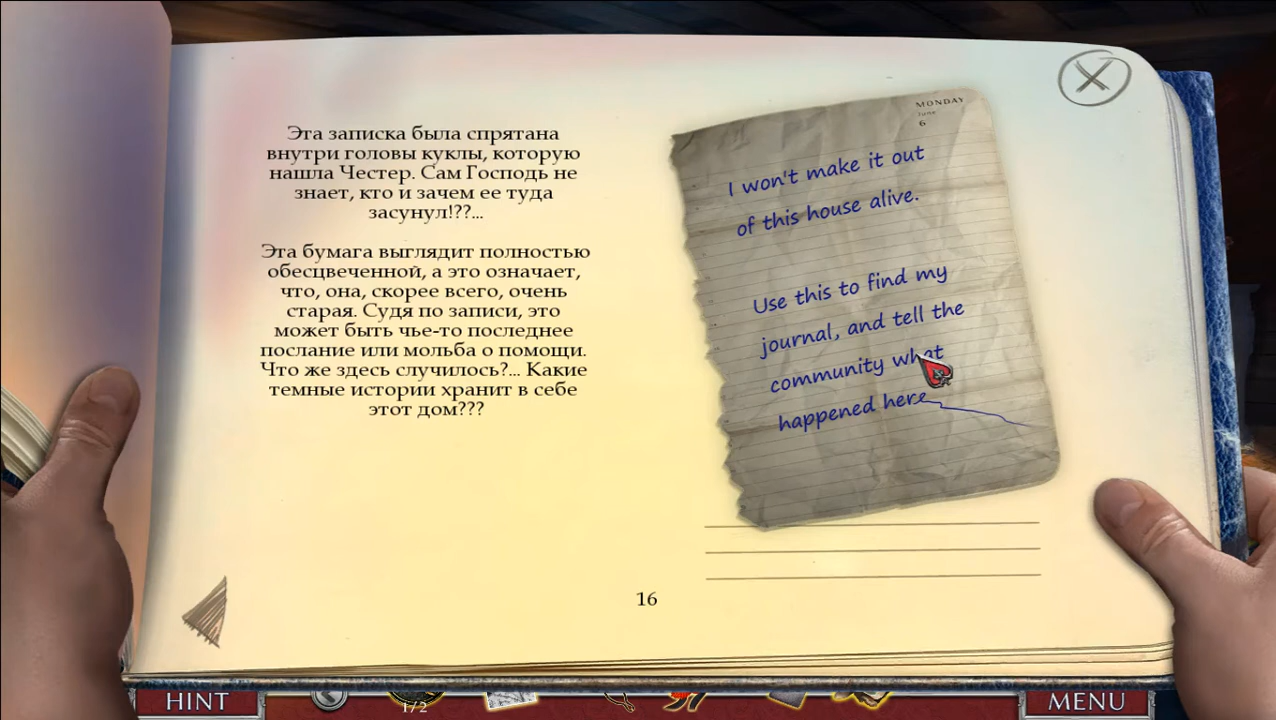 Эта записка была спрятана
внутри головы куклы, которую
нашла Честер. Сам Господь не
знает, кто и зачем ее туда
засунул!??...
Эта бумага выглядит полностью
обесцвеченной, а это означает,
что, она, скорее всего, очень
старая. Судя по записи, это
может быть чье-то последнее
послание или мольба о помощи.
Что же здесь случилось?... Какие
темные истории хранит в себе
этот дом???
MONDAY
June
6
I won't make it out
of this house alive.
Use this to find my
journal, and tell the
community what
happened here
16
HINT
1/2
MENU